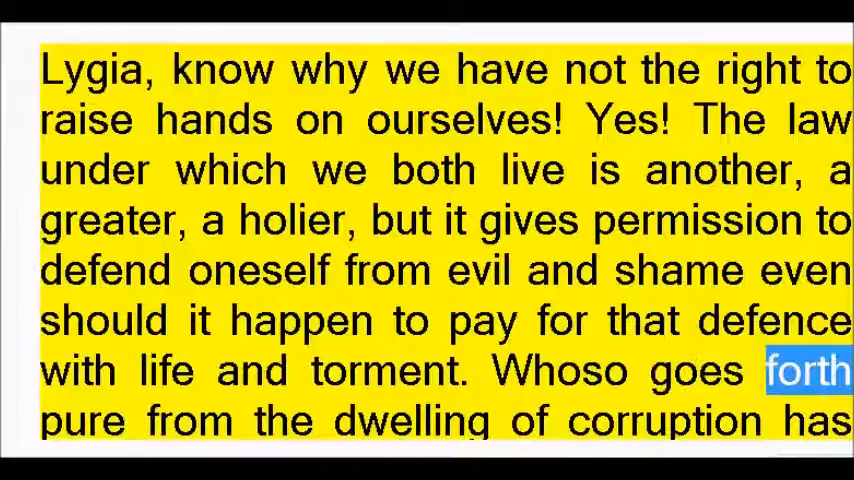 Lygia, know why we have not the right to
raise hands on ourselves! Yes! The law
under which we both live is another, a
greater, a holier, but it gives permission to
defend oneself from evil and shame even
should it happen to pay for that defence
with life and torment. Whoso goes forth
pure from the dwelling of corruption has